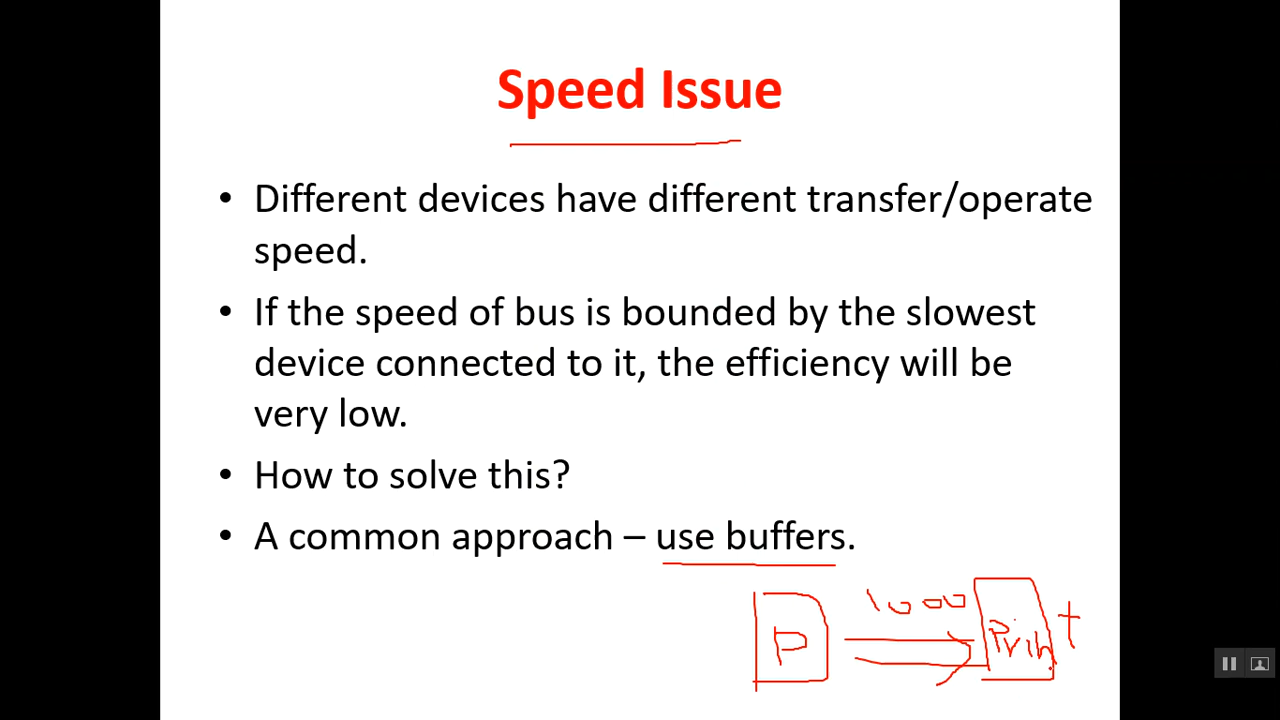 Speed Issue
• Different devices have different transfer/operate
speed.
• If the speed of bus is bounded by the slowest
device connected to it, the efficiency will be
very low.
• How to solve this?
• A common approach – use buffers.
1000
P
Print